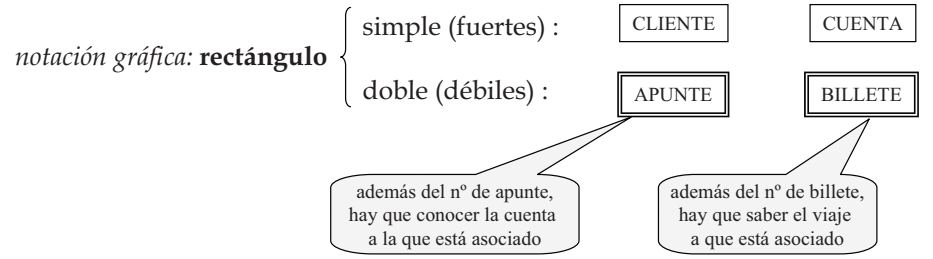 simple (fuertes) : CLIENTE CUENTA
notación gráfica: rectángulo
doble (débiles) : APUNTE BILLETE
además del nº de apunte,
hay que conocer la cuenta
a la que está asociado
además del nº de billete,
hay que saber el viaje
a que está asociado